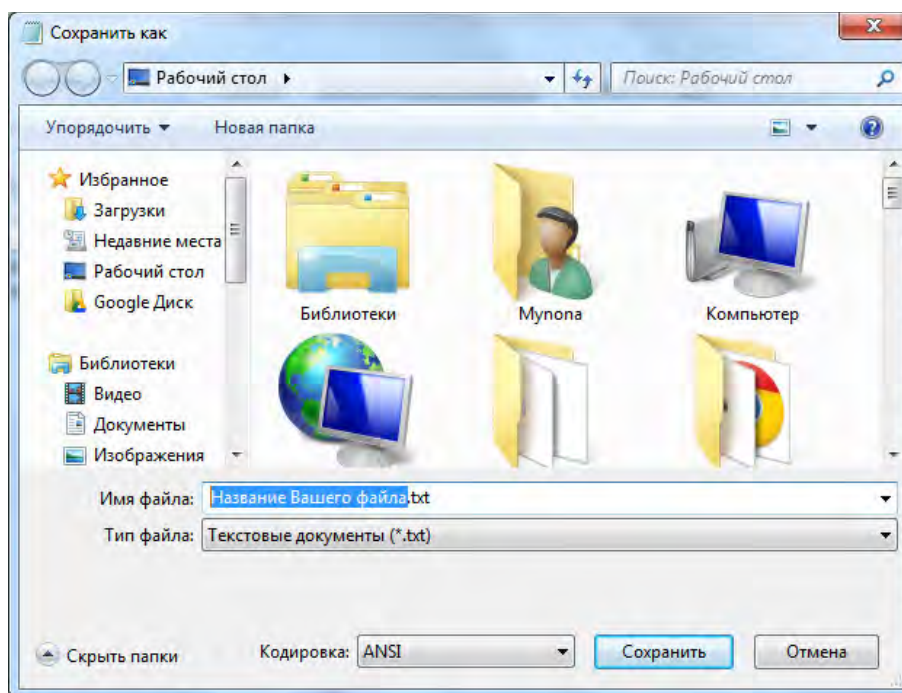 Сохранить как
Рабочий стол
Поиск: Рабочий стол
Упорядочить Новая папка
Избранное
Загрузки
Недавние места
Рабочий стол
Google Диск
Библиотеки
Видео
Документы
Изображения
Библиотеки Mynona Компьютер
Имя файла: Название Вашего файла.txt
Тип файла: Текстовые документы (*.txt)
Скрыть папки Кодировка: ANSI Сохранить Отмена